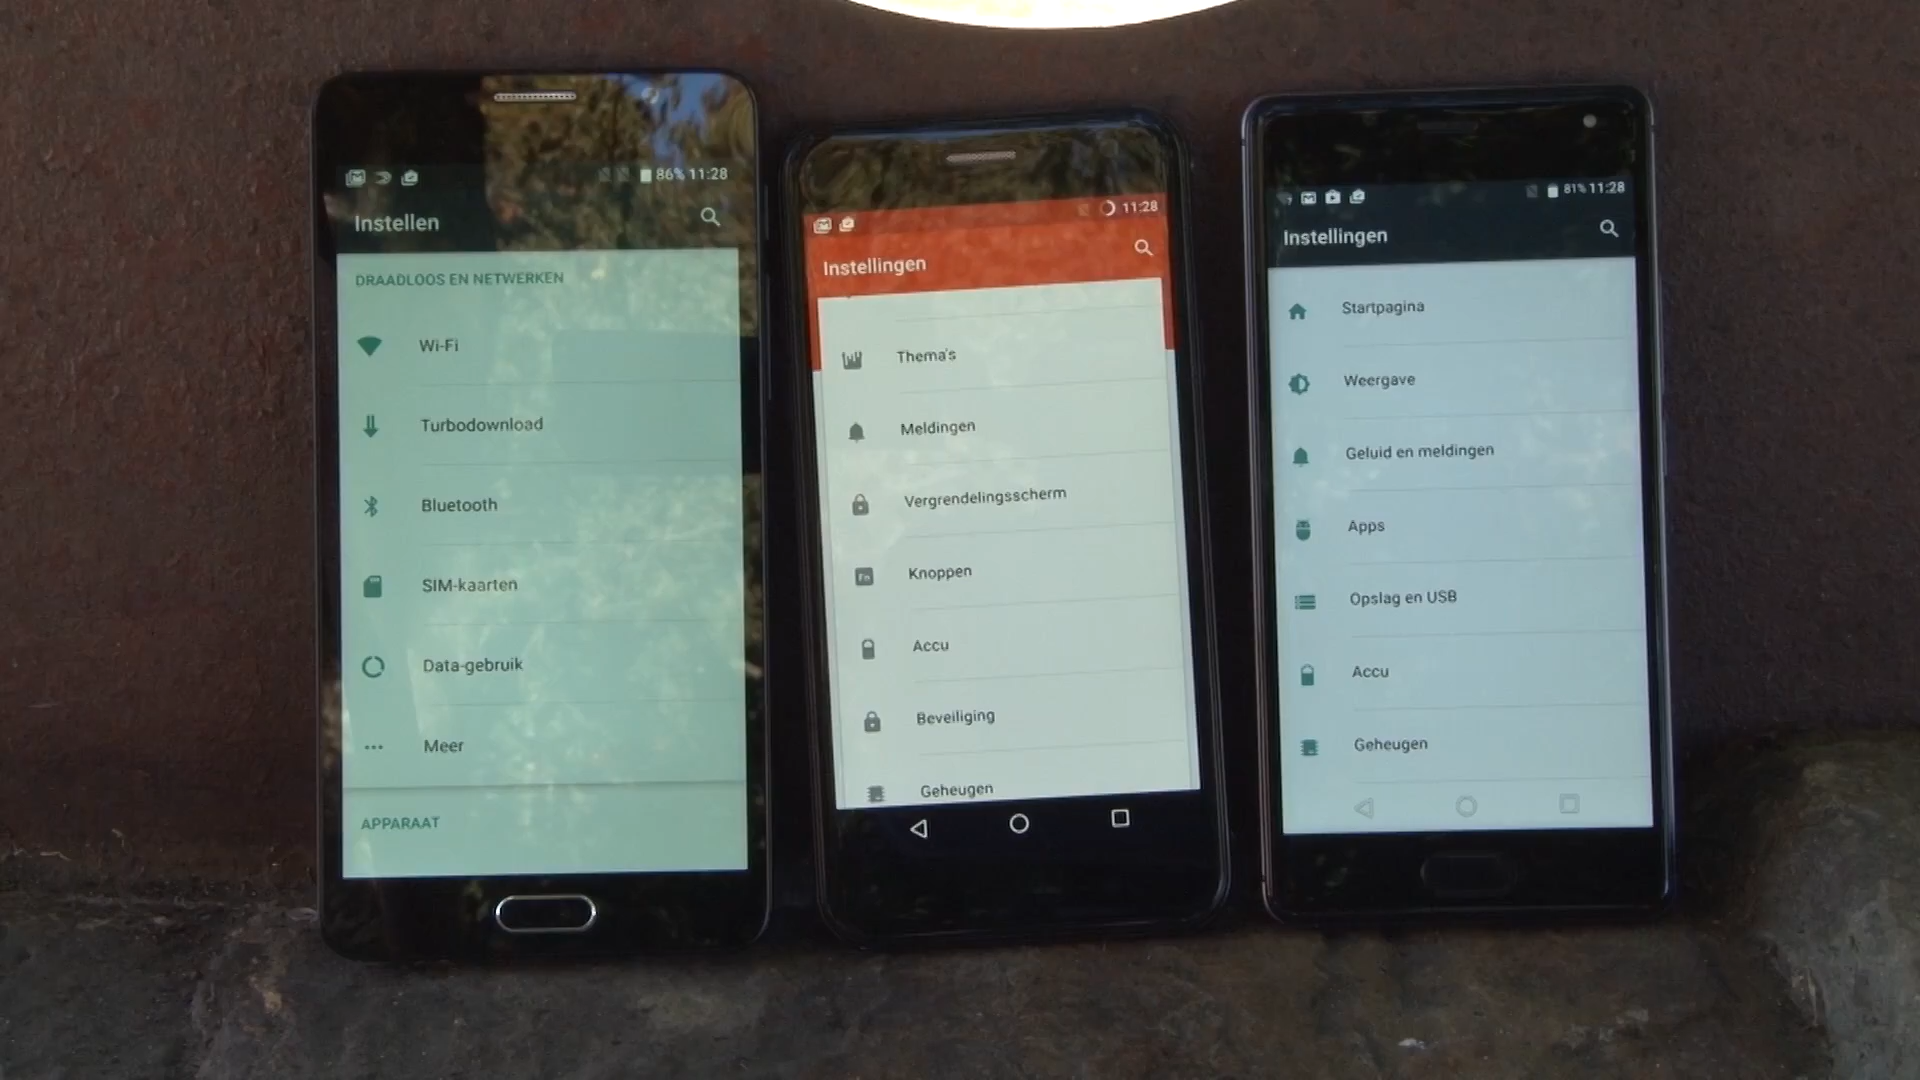 86% 11:28
Instellen
DRAADLOOS EN NETWERKEN
Wi-Fi
Turbodownload
Bluetooth
SIM-kaarten
Data-gebruik
Meer
APPARAAT
11:28
Instellingen
Thema's
Meldingen
Vergrendelingsscherm
Fn
Knoppen
Accu
Beveiliging
Geheugen
81% 11:28
Instellingen
Startpagina
Weergave
Geluid en meldingen
Apps
Opslag en USB
Accu
Geheugen